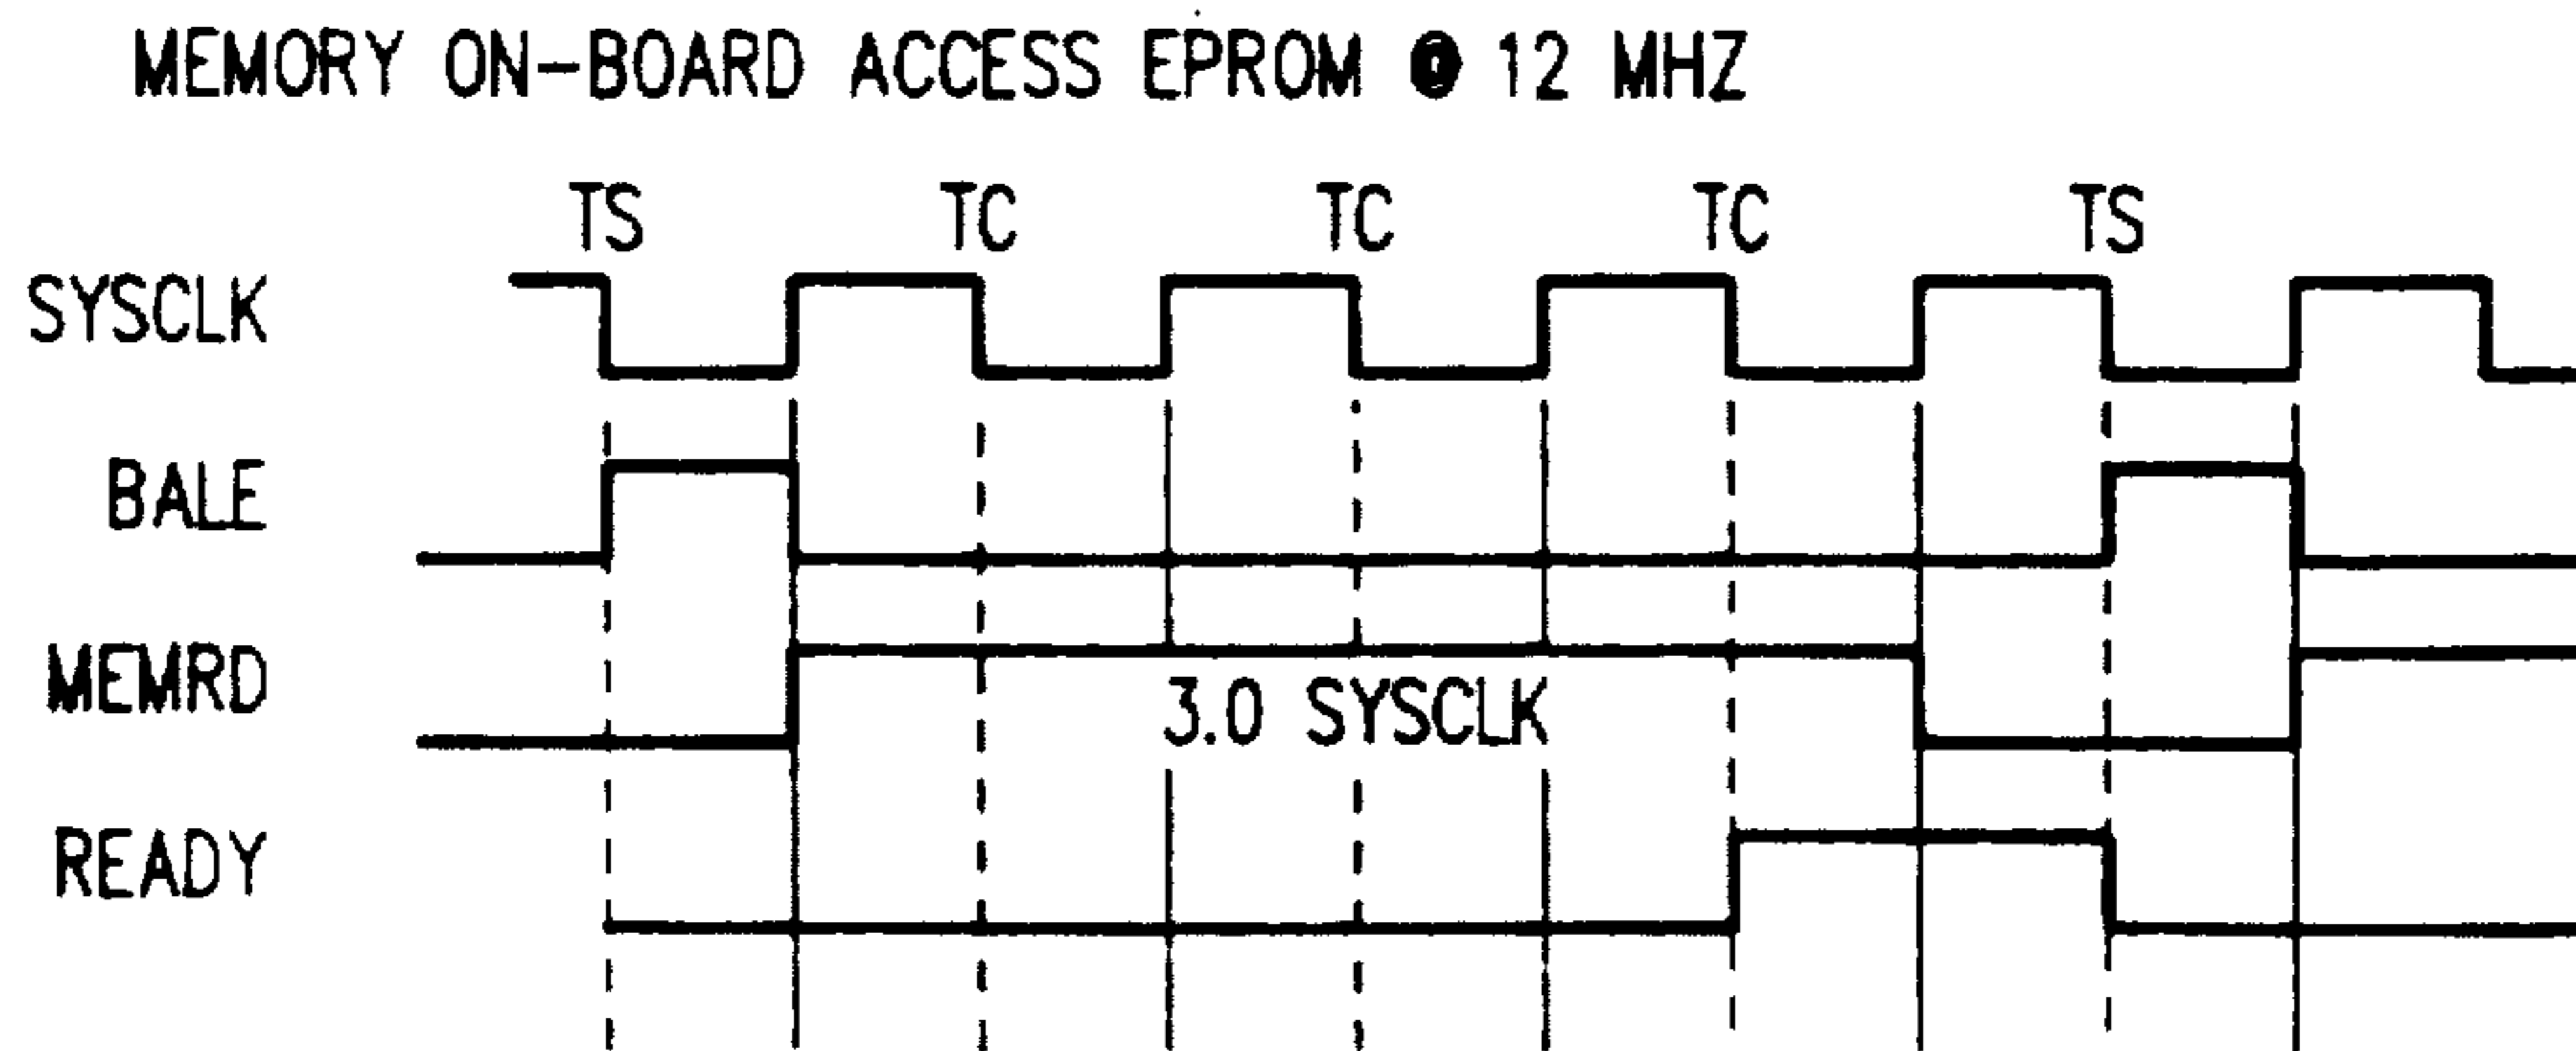 MEMORY ON-BOARD ACCESS EPROM @ 12 MHZ
TS TC TC TC TS
SYSCLK
BALE
MEMRD
3.0 SYSCLK
READY